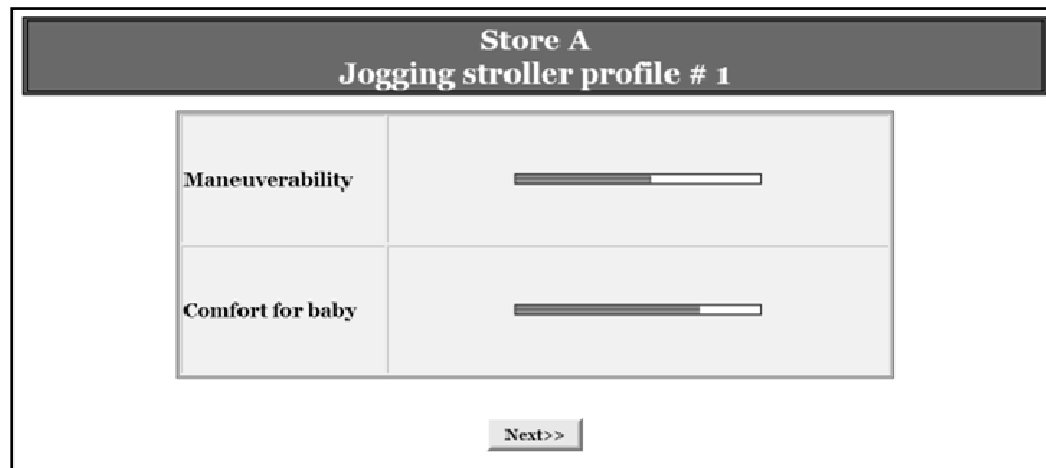 Store A
Jogging stroller profile # 1
Maneuverability
Comfort for baby
Next>>